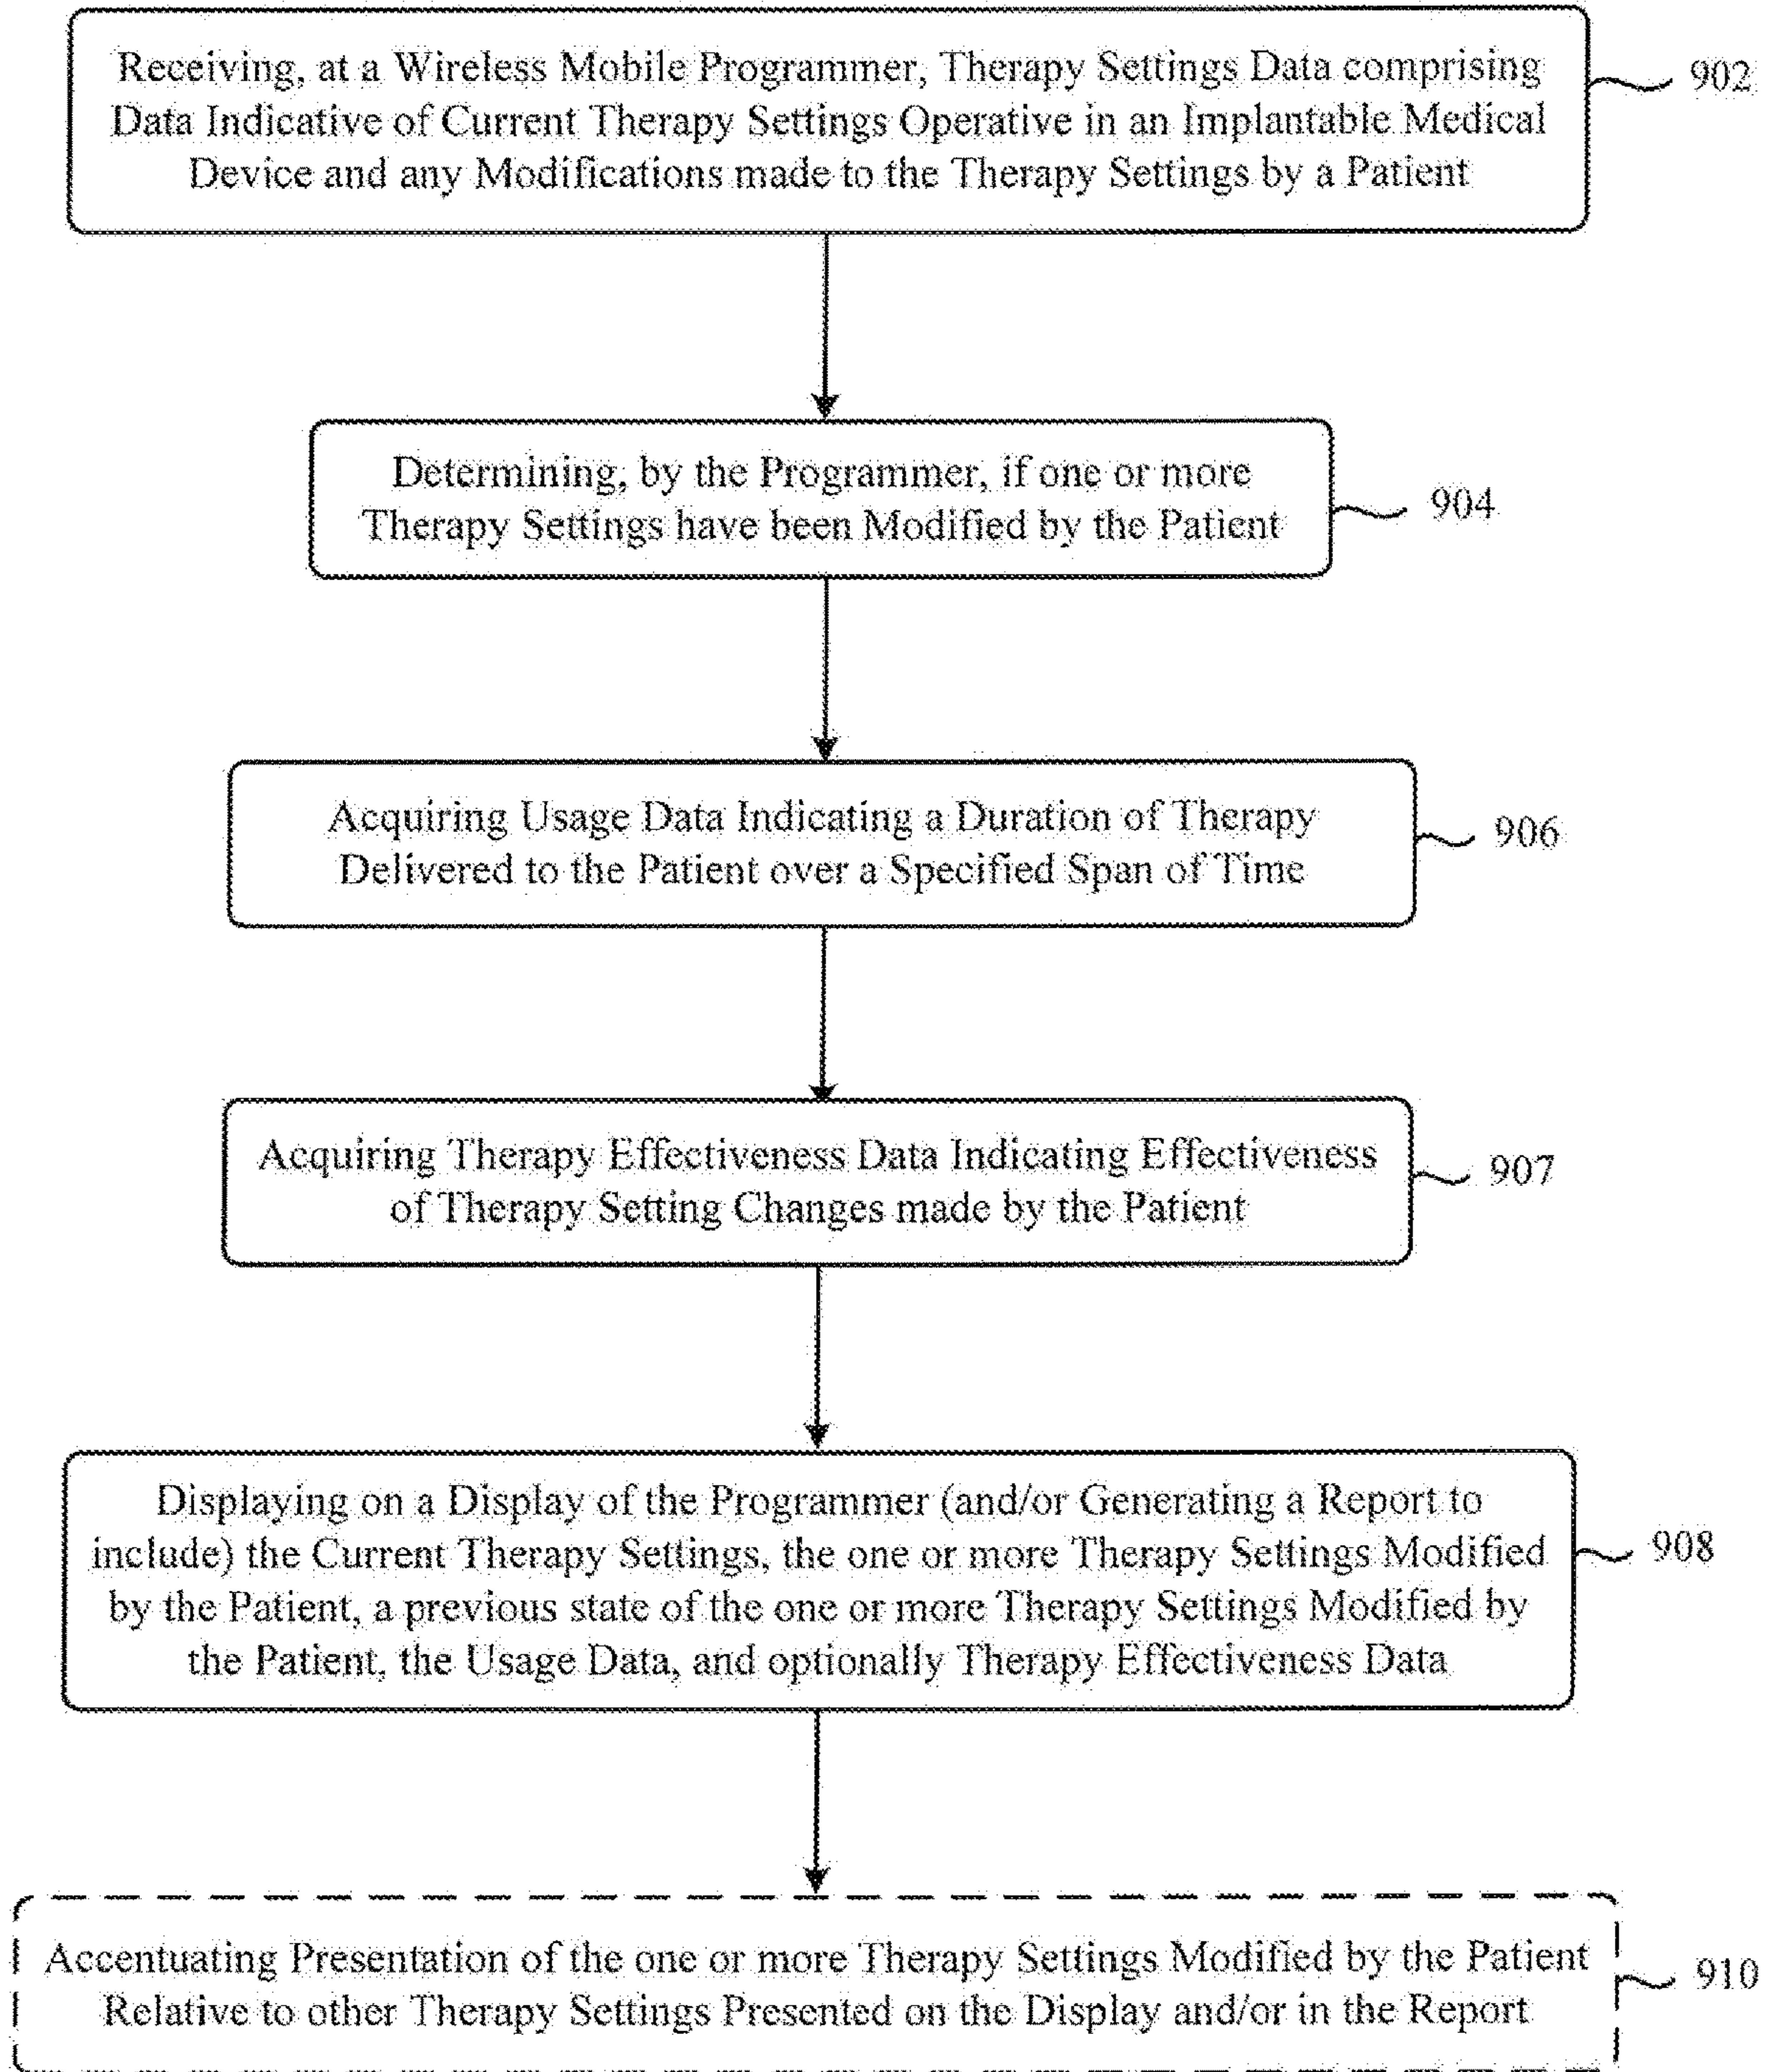 Receiving, at a Wireless Mobile Programmer, Therapy Settings Data comprising
Data Indicative of Current Therapy Settings Operative in an Implantable Medical
Device and any Modifications made to the Therapy Settings by a Patient
902
Determining, by the Programmer, if one or more
Therapy Settings have been Modified by the Patient
904
Acquiring Usage Data Indicating a Duration of Therapy
Delivered to the Patient over a Specified Span of Time
906
Acquiring Therapy Effectiveness Data Indicating Effectiveness
of Therapy Setting Changes made by the Patient
907
Displaying on a Display of the Programmer (and/or Generating a Report to
include) the Current Therapy Settings, the one or more Therapy Settings Modified
by the Patient, a previous state of the one or more Therapy Settings Modified by
the Patient, the Usage Data, and optionally Therapy Effectiveness Data
908
Accentuating Presentation of the one or more Therapy Settings Modified by the Patient
Relative to other Therapy Settings Presented on the Display and/or in the Report
910